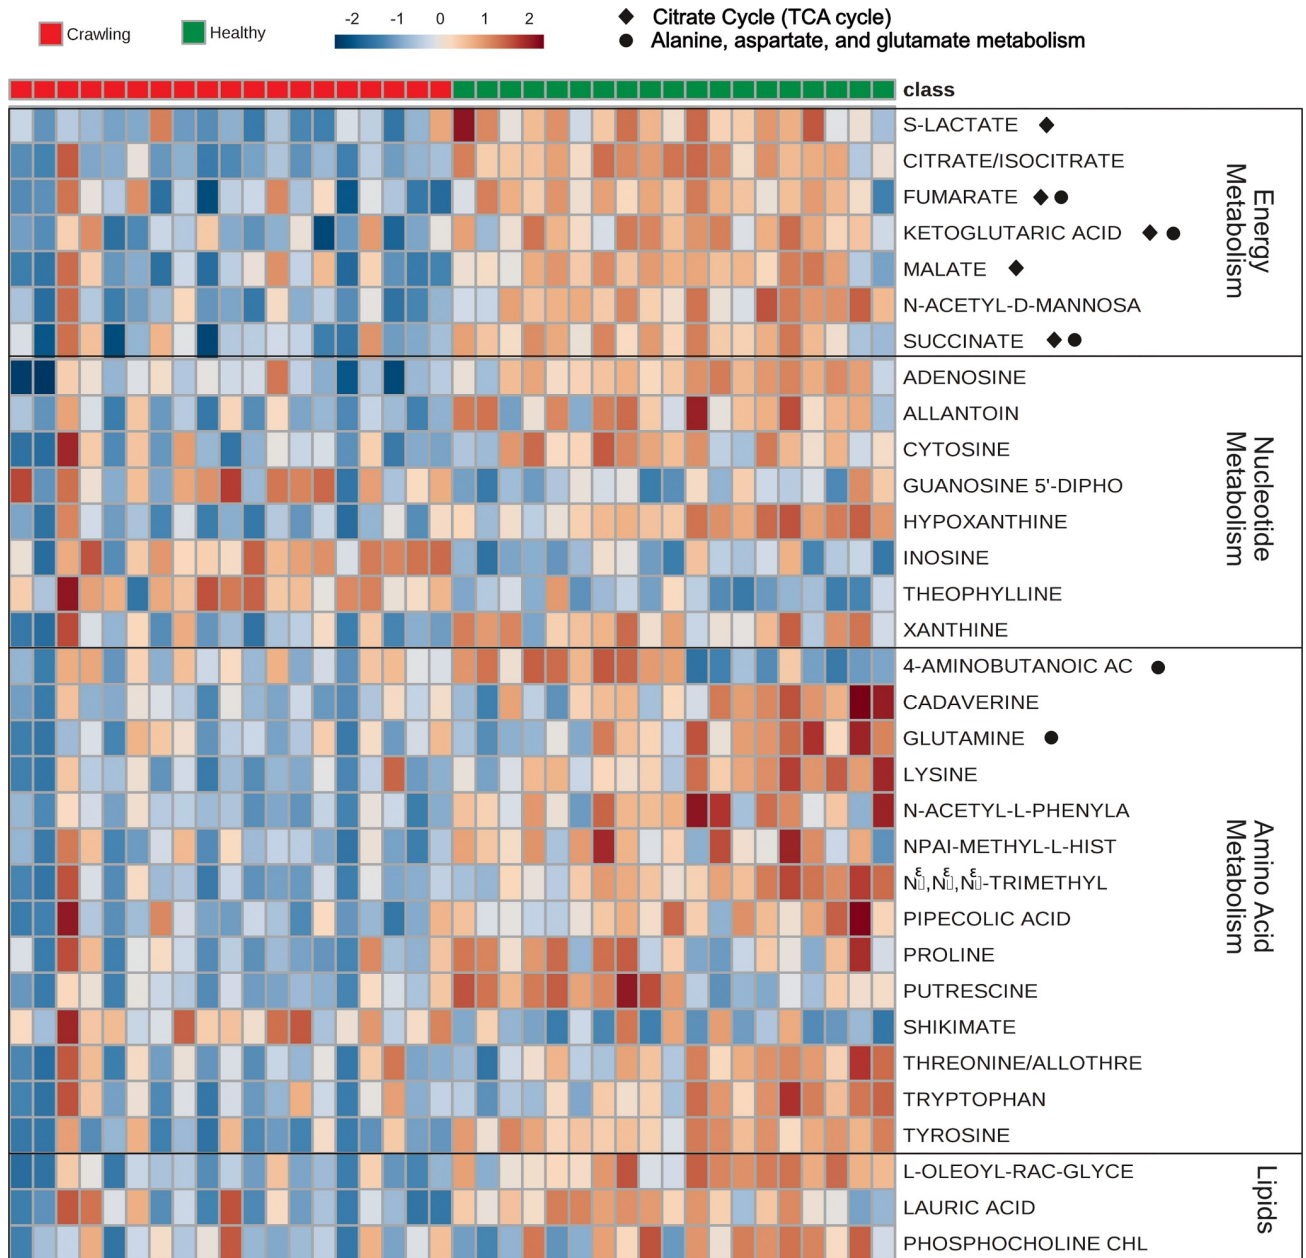 Crawling
Healthy
-2 -1 0 1 2
Citrate Cycle (TCA cycle)
Alanine, aspartate, and glutamate metabolism
class
S-LACTATE
CITRATE/ISOCITRATE
FUMARATE
KETOGLUTARIC ACID
MALATE
N-ACETYL-D-MANNOSA
SUCCINATE
Energy
Metabolism
ADENOSINE
ALLANTOIN
CYTOSINE
GUANOSINE 5'-DIPHO
HYPOXANTHINE
INOSINE
THEOPHYLLINE
XANTHINE
Nucleotide
Metabolism
4-AMINOBUTANOIC AC
CADAVERINE
GLUTAMINE
LYSINE
N-ACETYL-L-PHENYLA
NPAI-METHYL-L-HIST
Nξ▯,Nξ▯,Nξ▯-TRIMETHYL
PIPECOLIC ACID
PROLINE
PUTRESCINE
SHIKIMATE
THREONINE/ALLOTHRE
TRYPTOPHAN
TYROSINE
Amino Acid
Metabolism
L-OLEOYL-RAC-GLYCE
LAURIC ACID
PHOSPHOCHOLINE CHL
Lipids